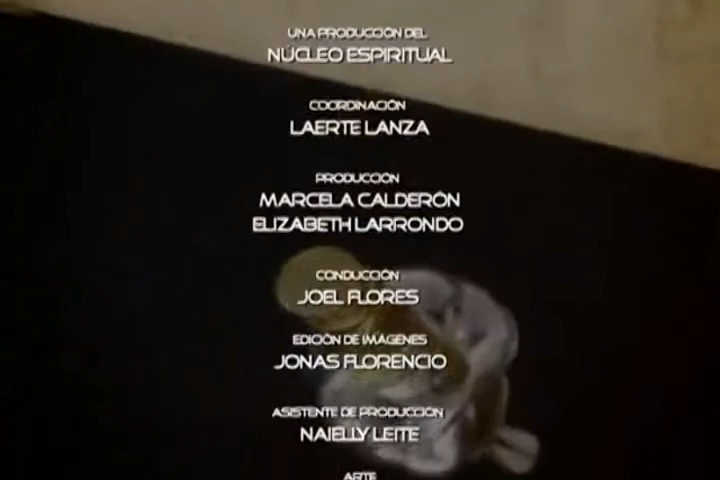 UNA PRODUCCIÓN DEL
NÚCLEO ESPIRITUAL
COORDINACIÓN
LAERTE LANZA
PRODUCCIÓN
MARCELA CALDERÓN
ELIZABETH LARRONDO
CONDUCCIÓN
JOEL FLORES
EDICIÓN DE IMÁGENES
JONAS FLORENCIO
ASISTENTE DE PRODUCCIÓN
NAIELLY LEITE
ARTE